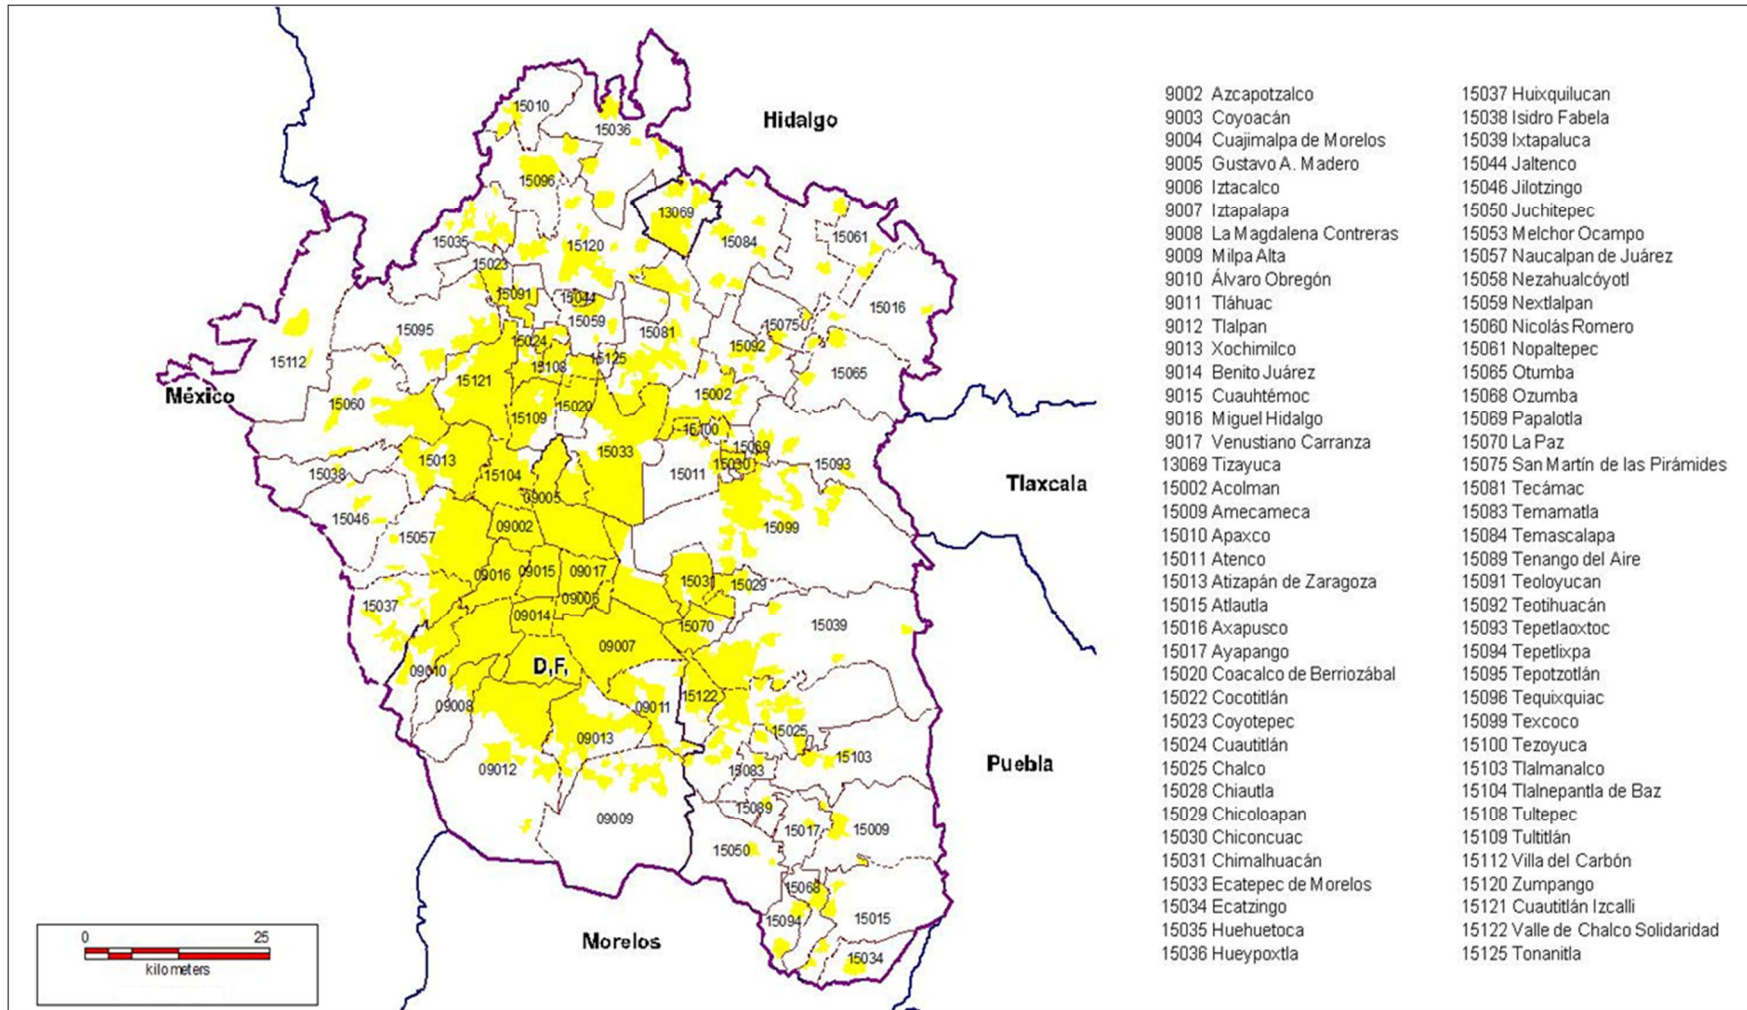 15010
Hidalgo
15036
15096
13069
15084
15061
15035
15120
15023
15091
15044
15016
15059
15095
15081
15075
15024
15092
15112
15125
15108
15065
15121
México
15060
15002
15109
15020
15100
15033
15069
15013
15030
15093
15038
15104
15011
Tlaxcala
09005
15046
09002
15099
15057
09016
09015
09017
15031
15029
15037
09006
09014
15070
15039
09007
D.F.
09010
15122
09008
09011
15025
09013
15103
Puebla
09012
15083
15089
09009
15017
15009
15050
15068
15094
15015
Morelos
15034
0 25
kilometers
9002 Azcapotzalco
9003 Coyoacán
9004 Cuajimalpa de Morelos
9005 Gustavo A. Madero
9006 Iztacalco
9007 Iztapalapa
9008 La Magdalena Contreras
9009 Milpa Alta
9010 Álvaro Obregón
9011 Tláhuac
9012 Tlalpan
9013 Xochimilco
9014 Benito Juárez
9015 Cuauhtémoc
9016 Miguel Hidalgo
9017 Venustiano Carranza
13069 Tizayuca
15002 Acolman
15009 Amecameca
15010 Apaxco
15011 Atenco
15013 Atizapán de Zaragoza
15015 Atlautla
15016 Axapusco
15017 Ayapango
15020 Coacalco de Berriozábal
15022 Cocotitlán
15023 Coyotepec
15024 Cuautitlán
15025 Chalco
15028 Chiautla
15029 Chicoloapan
15030 Chiconcuac
15031 Chimalhuacán
15033 Ecatepec de Morelos
15034 Ecatzingo
15035 Huehuetoca
15036 Hueypoxtla
15037 Huixquilucan
15038 Isidro Fabela
15039 Ixtapaluca
15044 Jaltenco
15046 Jilotzingo
15050 Juchitepec
15053 Melchor Ocampo
15057 Naucalpan de Juárez
15058 Nezahualcóyotl
15059 Nextlalpan
15060 Nicolás Romero
15061 Nopaltepec
15065 Otumba
15068 Ozumba
15069 Papalotla
15070 La Paz
15075 San Martín de las Pirámides
15081 Tecámac
15083 Temamatla
15084 Temascalapa
15089 Tenango del Aire
15091 Teoloyucan
15092 Teotihuacán
15093 Tepetlaoxtoc
15094 Tepetlixpa
15095 Tepotzotlán
15096 Tequixquiac
15099 Texcoco
15100 Tezoyuca
15103 Tlalmanalco
15104 Tlalnepantla de Baz
15108 Tultepec
15109 Tultitlán
15112 Villa del Carbón
15120 Zumpango
15121 Cuautitlán Izcalli
15122 Valle de Chalco Solidaridad
15125 Tonanitla